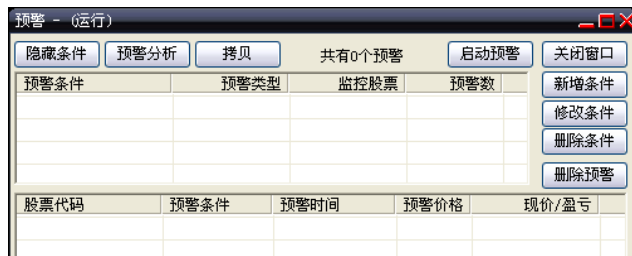 预警 - (运行)
隐藏条件 预警分析 拷贝 共有0个预警 启动预警 关闭窗口
预警条件 预警类型 监控股票 预警数 新增条件
修改条件
删除条件
删除预警
股票代码 预警条件 预警时间 预警价格 现价/盈亏